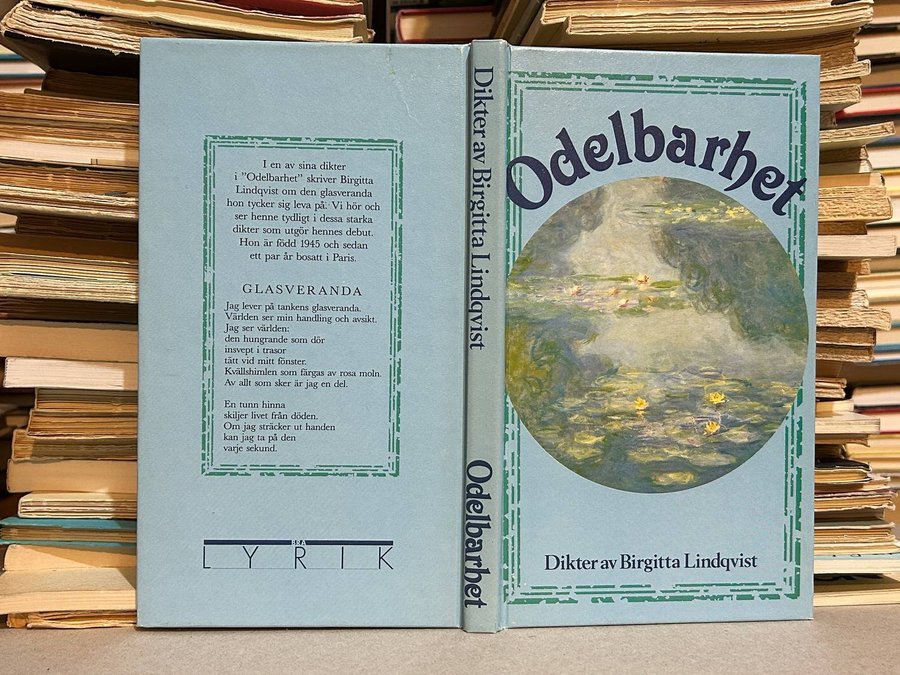 I en av sina dikter
i ”Odelbarhet” skriver Birgitta
Lindqvist om den glasveranda
hon tycker sig leva på. Vi hör och
ser henne tydligt i dessa starka
dikter som utgör hennes debut.
Hon är född 1945 och sedan
ett par år bosatt i Paris.
GLASVERANDA
Jag lever på tankens glasveranda.
Världen ser min handling och avsikt.
Jag ser världen:
den hungrande som dör
insvept i trasor
tätt vid mitt fönster.
Kvällshimlen som färgas av rosa moln.
Av allt som sker är jag en del.
En tunn hinna
skiljer livet från döden.
Om jag sträcker ut handen
kan jag ta på den
varje sekund.
BRA
LYRIK
Dikter av Birgitta Lindqvist
Odelbarhet
Odelbarhet
Dikter av Birgitta Lindqvist